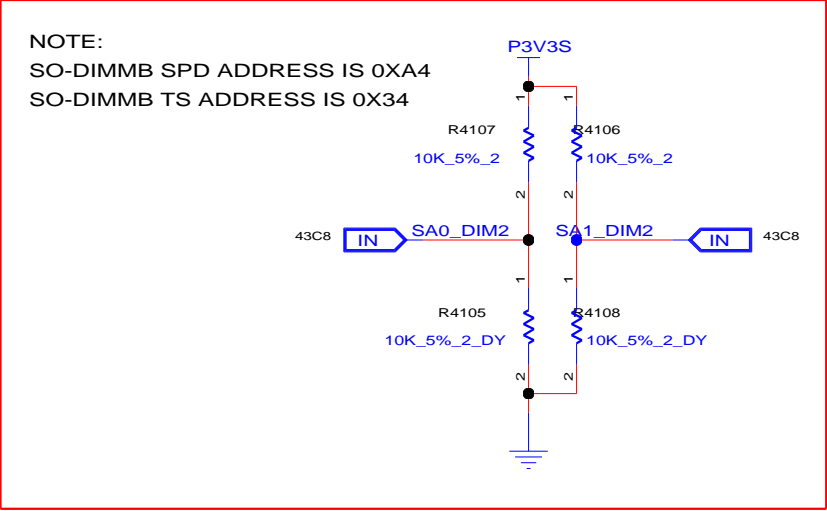 NOTE:
SO-DIMMB SPD ADDRESS IS 0XA4
SO-DIMMB TS ADDRESS IS 0X34
P3V3S
1
1
R4107
R4106
10K_5%_2
10K_5%_2
2
2
43C8
IN
SA0_DIM2
SA1_DIM2
IN
43C8
1
1
R4105
R4108
10K_5%_2_DY
10K_5%_2_DY
2
2